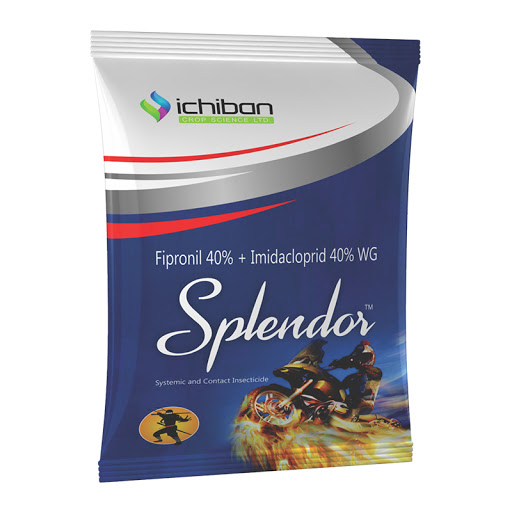 ichiban
CROP SCIENCE LTD.
Fipronil 40% + Imidacloprid 40% WG
Splendor™
Systemic and Contact Insecticide